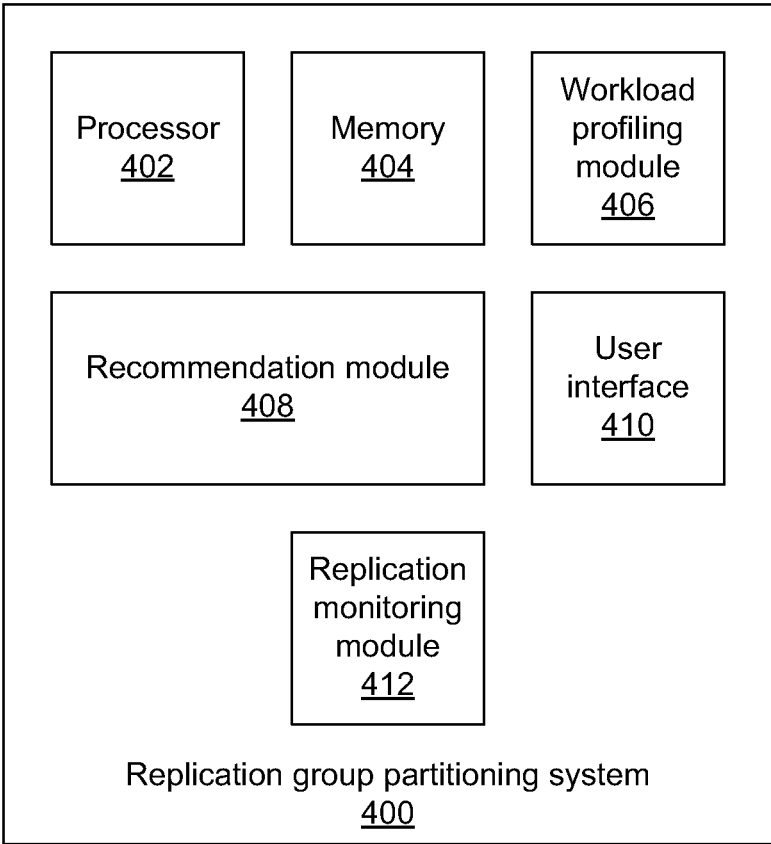 Processor
402
Memory
404
Workload
profiling
module
406
Recommendation module
408
User
interface
410
Replication
monitoring
module
412
Replication group partitioning system
400